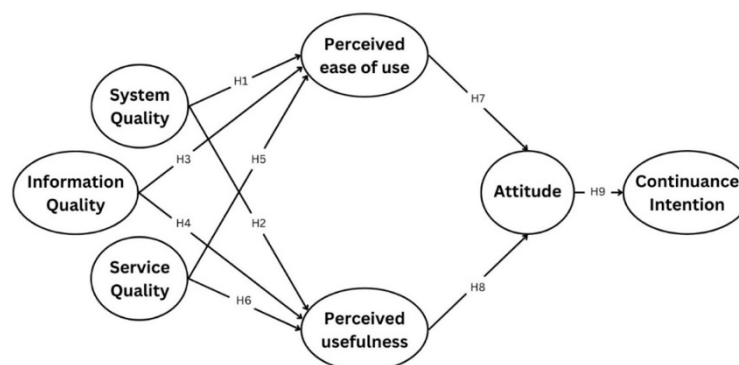 Perceived
ease of use
H1
H7
System
Quality
H3
H5
Information
Quality
Attitude
H9
Continuance
Intention
H4
H2
Service
Quality
H6
H8
Perceived
usefulness